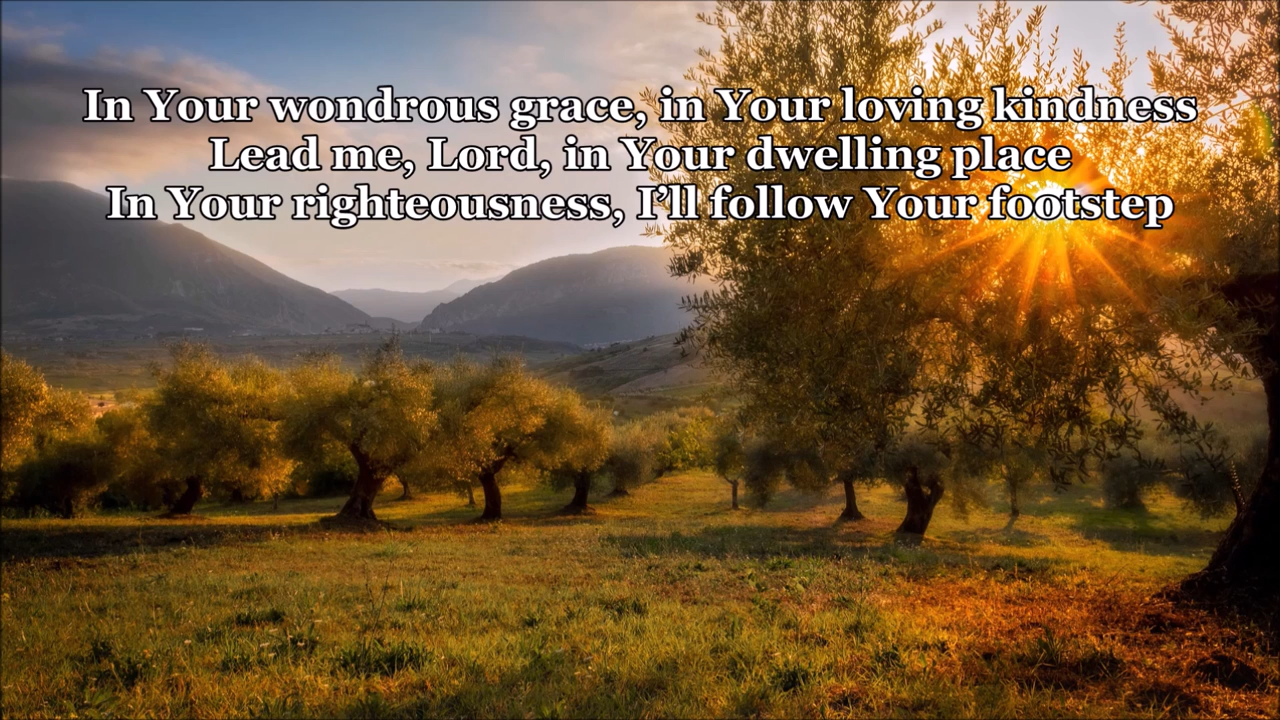 In Your wondrous grace, in Your loving kindness
Lead me, Lord, in Your dwelling place
In Your righteousness, I’ll follow Your footstep